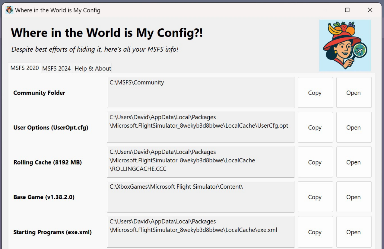 Where in the World is My Config
Where in the World is My Config?!
Despite best efforts of hiding it, here's all your MSFS info!
MSFS 2020 MSFS 2024 Help & About
Community Folder
C:\MSFS\Community
Copy Open
User Options (UserOpt.cfg)
C:\Users\David\AppData\Local\Packages
\Microsoft.FlightSimulator_8wekyb3d8bbwe\LocalCache\UserCfg.opt
Copy Open
Rolling Cache (8192 MB)
C:\Users\David\AppData\Local\Packages
\Microsoft.FlightSimulator_8wekyb3d8bbwe\LocalCache
\ROLLINGCACHE.CCC
Copy Open
Base Game (v1.38.2.0)
C:\XboxGames\Microsoft Flight Simulator\Content\
Copy Open
Starting Programs (exe.xml)
C:\Users\David\AppData\Local\Packages
\Microsoft.FlightSimulator_8wekyb3d8bbwe\LocalCache\exe.xml
Copy Open